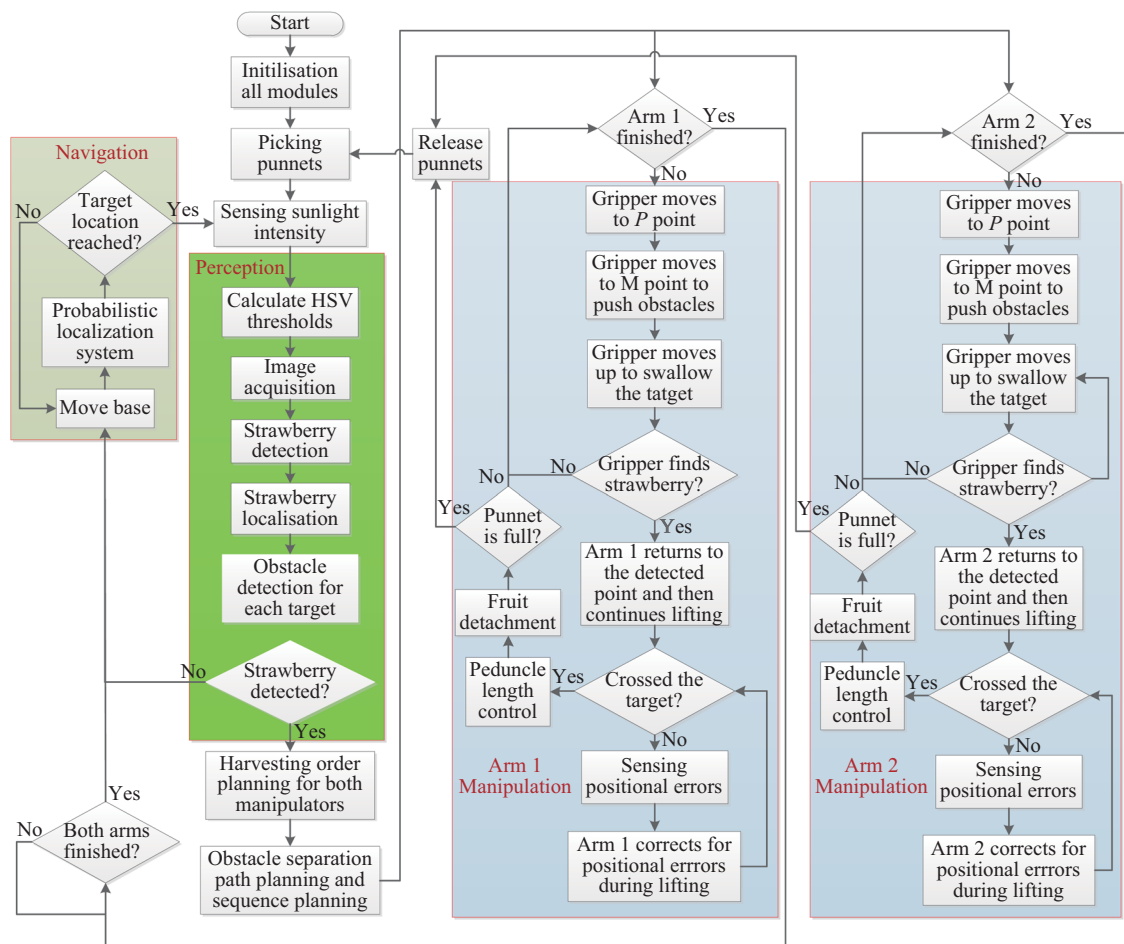 Start
Initilisation
all modules
Picking
punnets
Release
punnets
Sensing sunlight
intensity
Navigation
Target
location
reached?
No
Yes
Probabilistic
localization
system
Move base
Perception
Calculate HSV
thresholds
Image
acquisition
Strawberry
detection
Strawberry
localisation
Obstacle
detection for
each target
Strawberry
detected?
No
Yes
Harvesting order
planning for both
manipulators
Obstacle separation
path planning and
sequence planning
Both arms
finished?
No
Yes
Arm 1
finished?
Yes
No
Gripper moves
to P point
Gripper moves
to M point to
push obstacles
Gripper moves
up to swallow
the tatget
Gripper finds
strawberry?
No
Yes
No
Yes
Punnet
is full?
Arm 1 returns to
the detected
point and then
continues lifting
Fruit
detachment
Peduncle
length
control
Yes
Crossed the
target?
No
Arm 1
Manipulation
Sensing
positional errors
Arm 1 corrects for
positional errrors
during lifting
Arm 2
finished?
Yes
No
Gripper moves
to P point
Gripper moves
to M point to
push obstacles
Gripper moves
up to swallow
the tatget
Gripper finds
strawberry?
No
Yes
No
Yes
Punnet
is full?
Arm 2 returns to
the detected
point and then
continues lifting
Fruit
detachment
Peduncle
length
control
Yes
Crossed the
target?
No
Arm 2
Manipulation
Sensing
positional errors
Arm 2 corrects for
positional errrors
during lifting